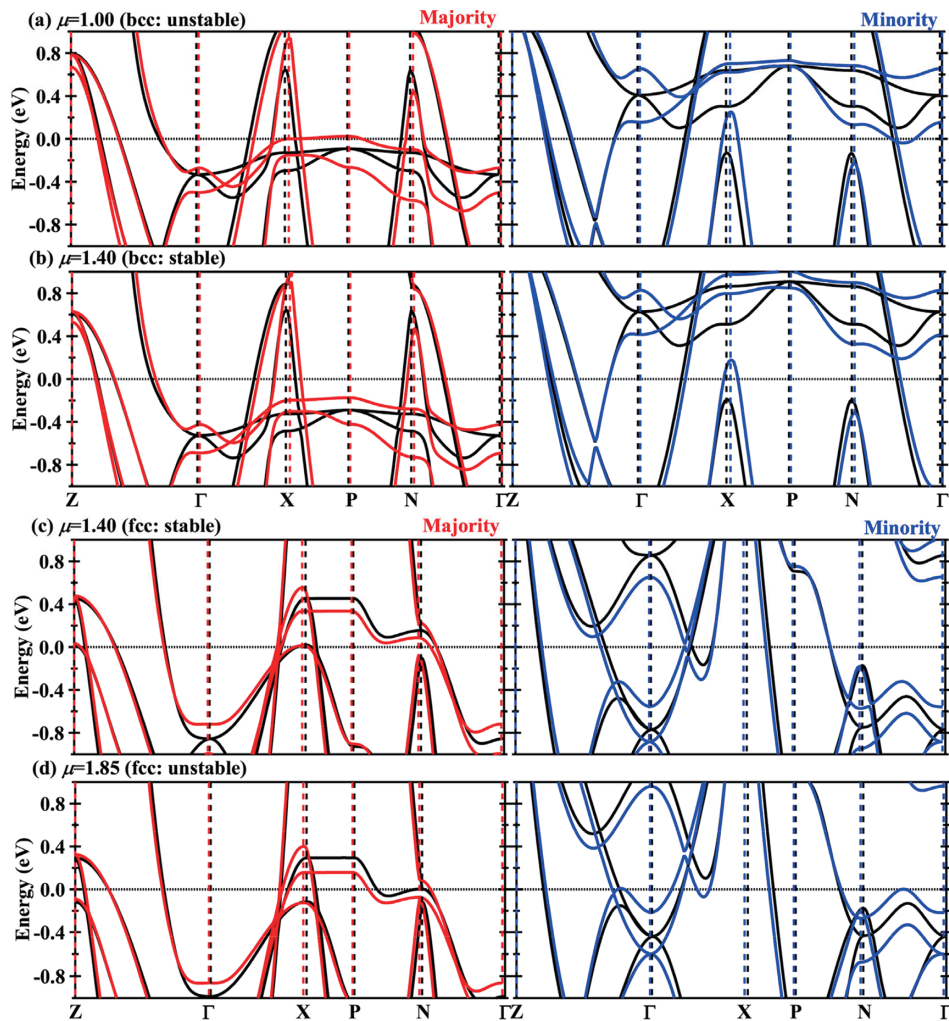 (a) μ=1.00 (bcc: unstable) Majority Minority
Energy (eV)
0.8
0.4
0.0
-0.4
-0.8
(b) μ=1.40 (bcc: stable)
Energy (eV)
0.8
0.4
0.0
-0.4
-0.8
Z Γ X P N Γ Z Γ X P N Γ
(c) μ=1.40 (fcc: stable) Majority Minority
Energy (eV)
0.8
0.4
0.0
-0.4
-0.8
(d) μ=1.85 (fcc: unstable)
Energy (eV)
0.8
0.4
0.0
-0.4
-0.8
Z Γ X P N Γ Z Γ X P N Γ